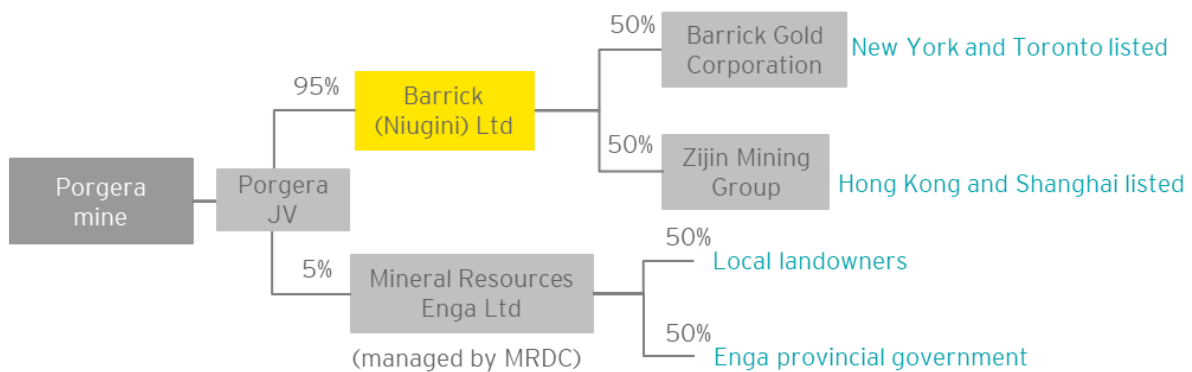 Porgera
mine
Porgera
JV
95%
Barrick
(Niugini) Ltd
50%
Barrick Gold
Corporation
New York and Toronto listed
50%
Zijin Mining
Group
Hong Kong and Shanghai listed
5%
Mineral Resources
Enga Ltd
(managed by MRDC)
50%
Local landowners
50%
Enga provincial government